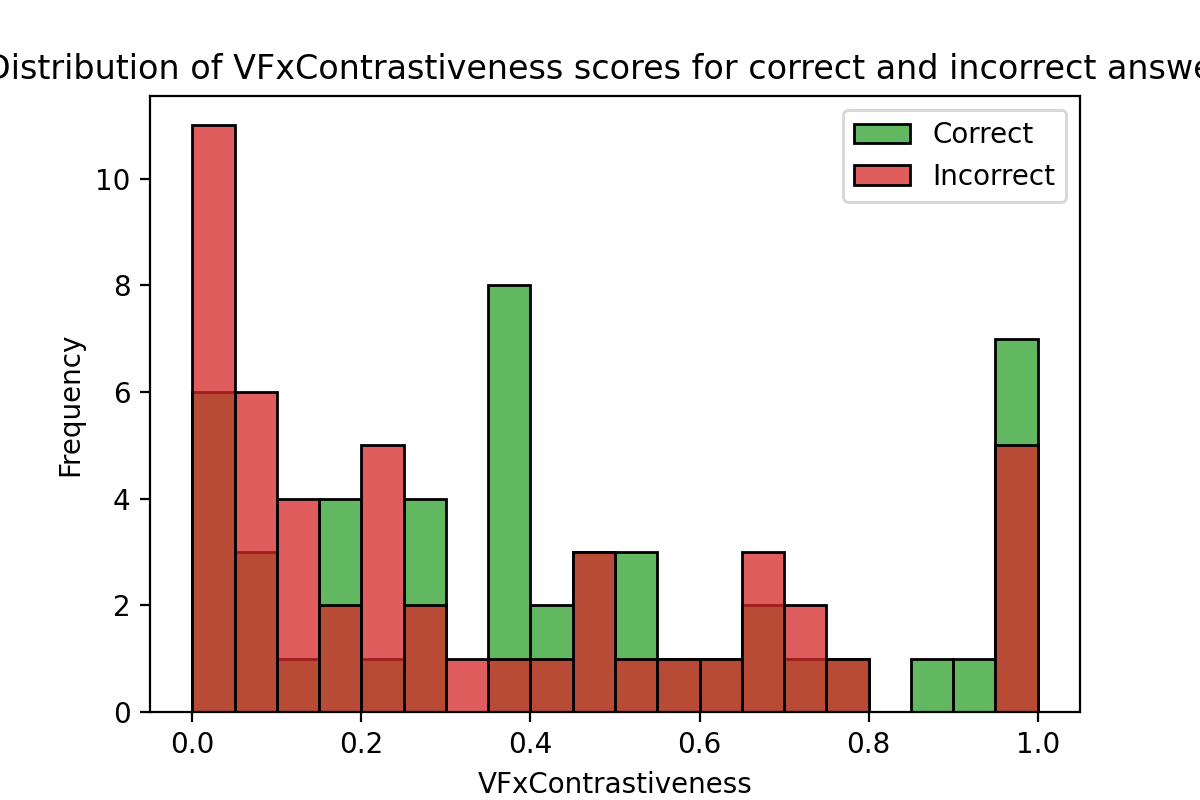 Distribution of VFxContrastiveness scores for correct and incorrect answe
Correct
Incorrect
10
8
6
4
2
0
Frequency
0.0 0.2 0.4 0.6 0.8 1.0
VFxContrastiveness